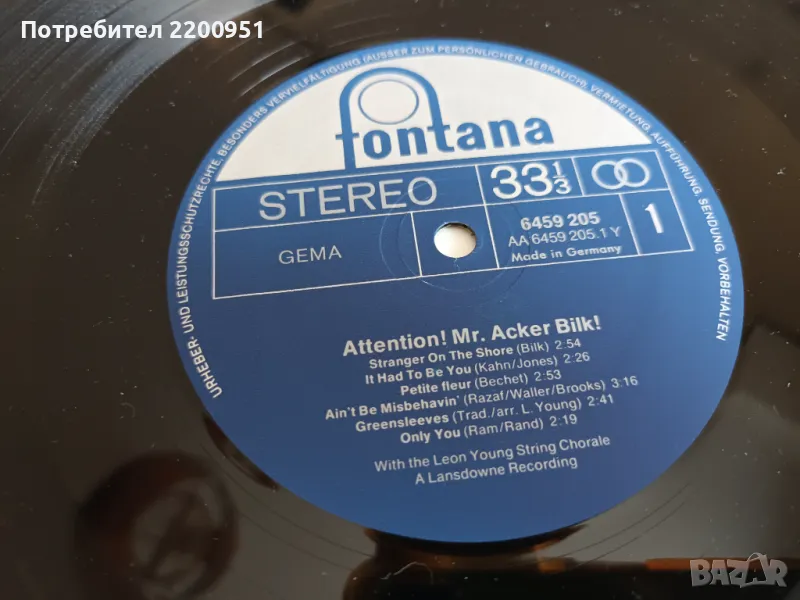 Потребител 2200951
URHEBER- UND LEISTUNGSSCHUTZRECHTE, BESONDERS VERVIELFÄLTIGUNG (AUSSER ZUM PERSÖNLICHEN GEBRAUCH), VERMIETUNG, AUFFÜHRUNG, SENDUNG, VORBEHALTEN
fontana
STEREO
33 1/3
GEMA
6459 205
AA 6459 205.1 Y
Made in Germany
1
Attention! Mr. Acker Bilk!
Stranger On The Shore (Bilk) 2:54
It Had To Be You (Kahn/Jones) 2:26
Petite fleur (Bechet) 2:53
Ain't Be Misbehavin' (Razaf/Waller/Brooks) 3:16
Greensleeves (Trad./arr. L. Young) 2:41
Only You (Ram/Rand) 2:19
With the Leon Young String Chorale
A Lansdowne Recording
BAZAR